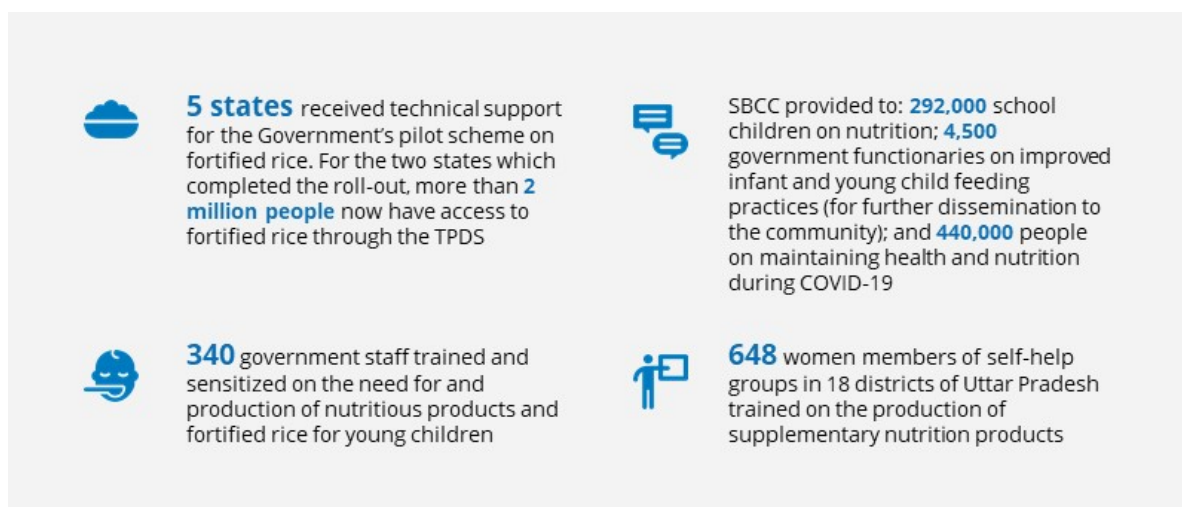 5 states received technical support
for the Government's pilot scheme on
fortified rice. For the two states which
completed the roll-out, more than 2
million people now have access to
fortified rice through the TPDS
SBCC provided to: 292,000 school
children on nutrition; 4,500
government functionaries on improved
infant and young child feeding
practices (for further dissemination to
the community); and 440,000 people
on maintaining health and nutrition
during COVID-19
340 government staff trained and
sensitized on the need for and
production of nutritious products and
fortified rice for young children
648 women members of self-help
groups in 18 districts of Uttar Pradesh
trained on the production of
supplementary nutrition products